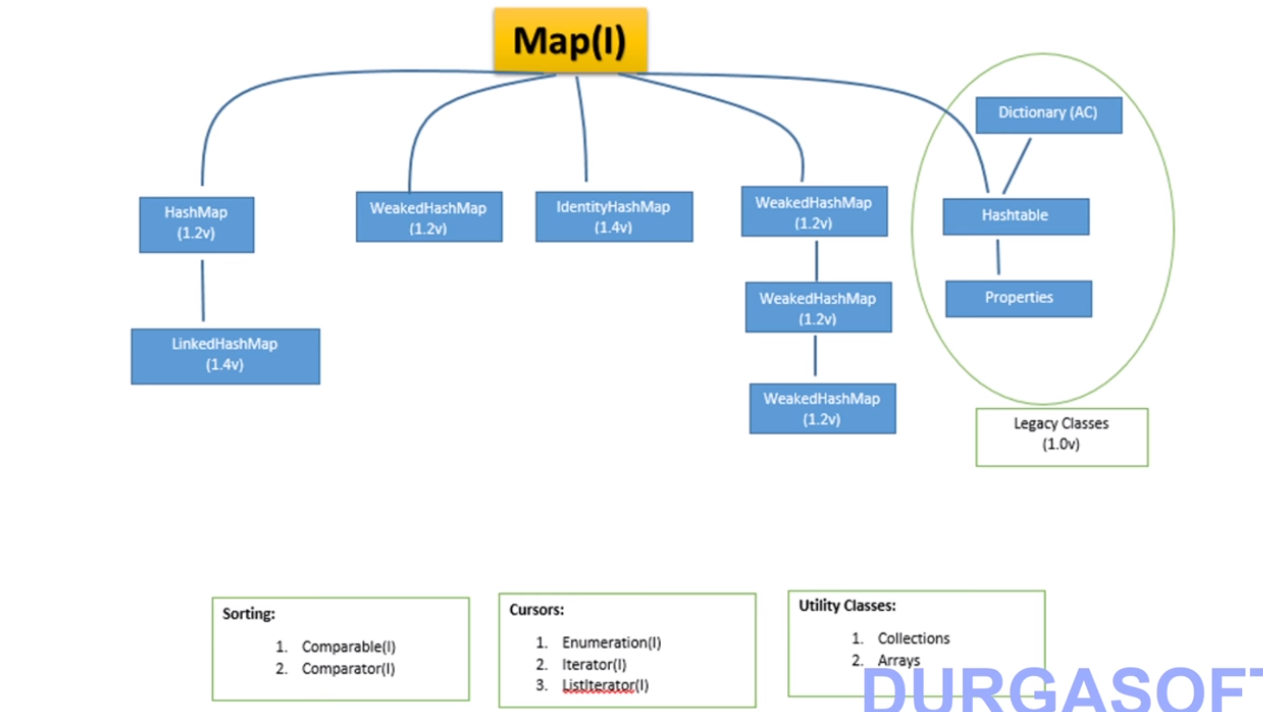 Map(I)
Dictionary (AC)
HashMap
(1.2v)
WeakedHashMap
(1.2v)
IdentityHashMap
(1.4v)
WeakedHashMap
(1.2v)
Hashtable
WeakedHashMap
(1.2v)
Properties
LinkedHashMap
(1.4v)
WeakedHashMap
(1.2v)
Legacy Classes
(1.0v)
Sorting:
1. Comparable(I)
2. Comparator(I)
Cursors:
1. Enumeration(I)
2. Iterator(I)
3. ListIterator(I)
Utility Classes:
1. Collections
2. Arrays
DURGASOFT